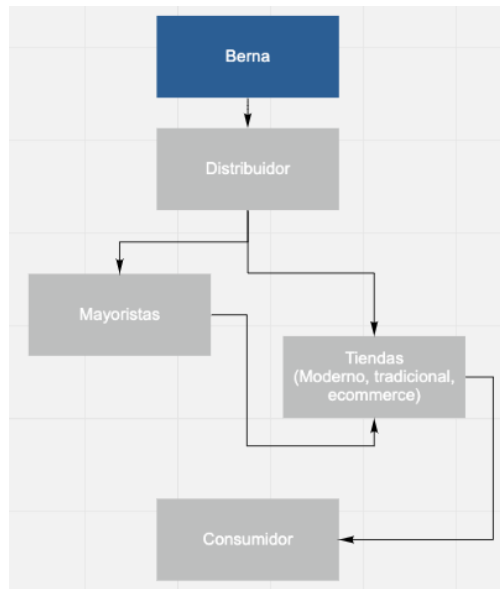 Berna
Distribuidor
Mayoristas
Tiendas
(Moderno, tradicional,
ecommerce)
Consumidor